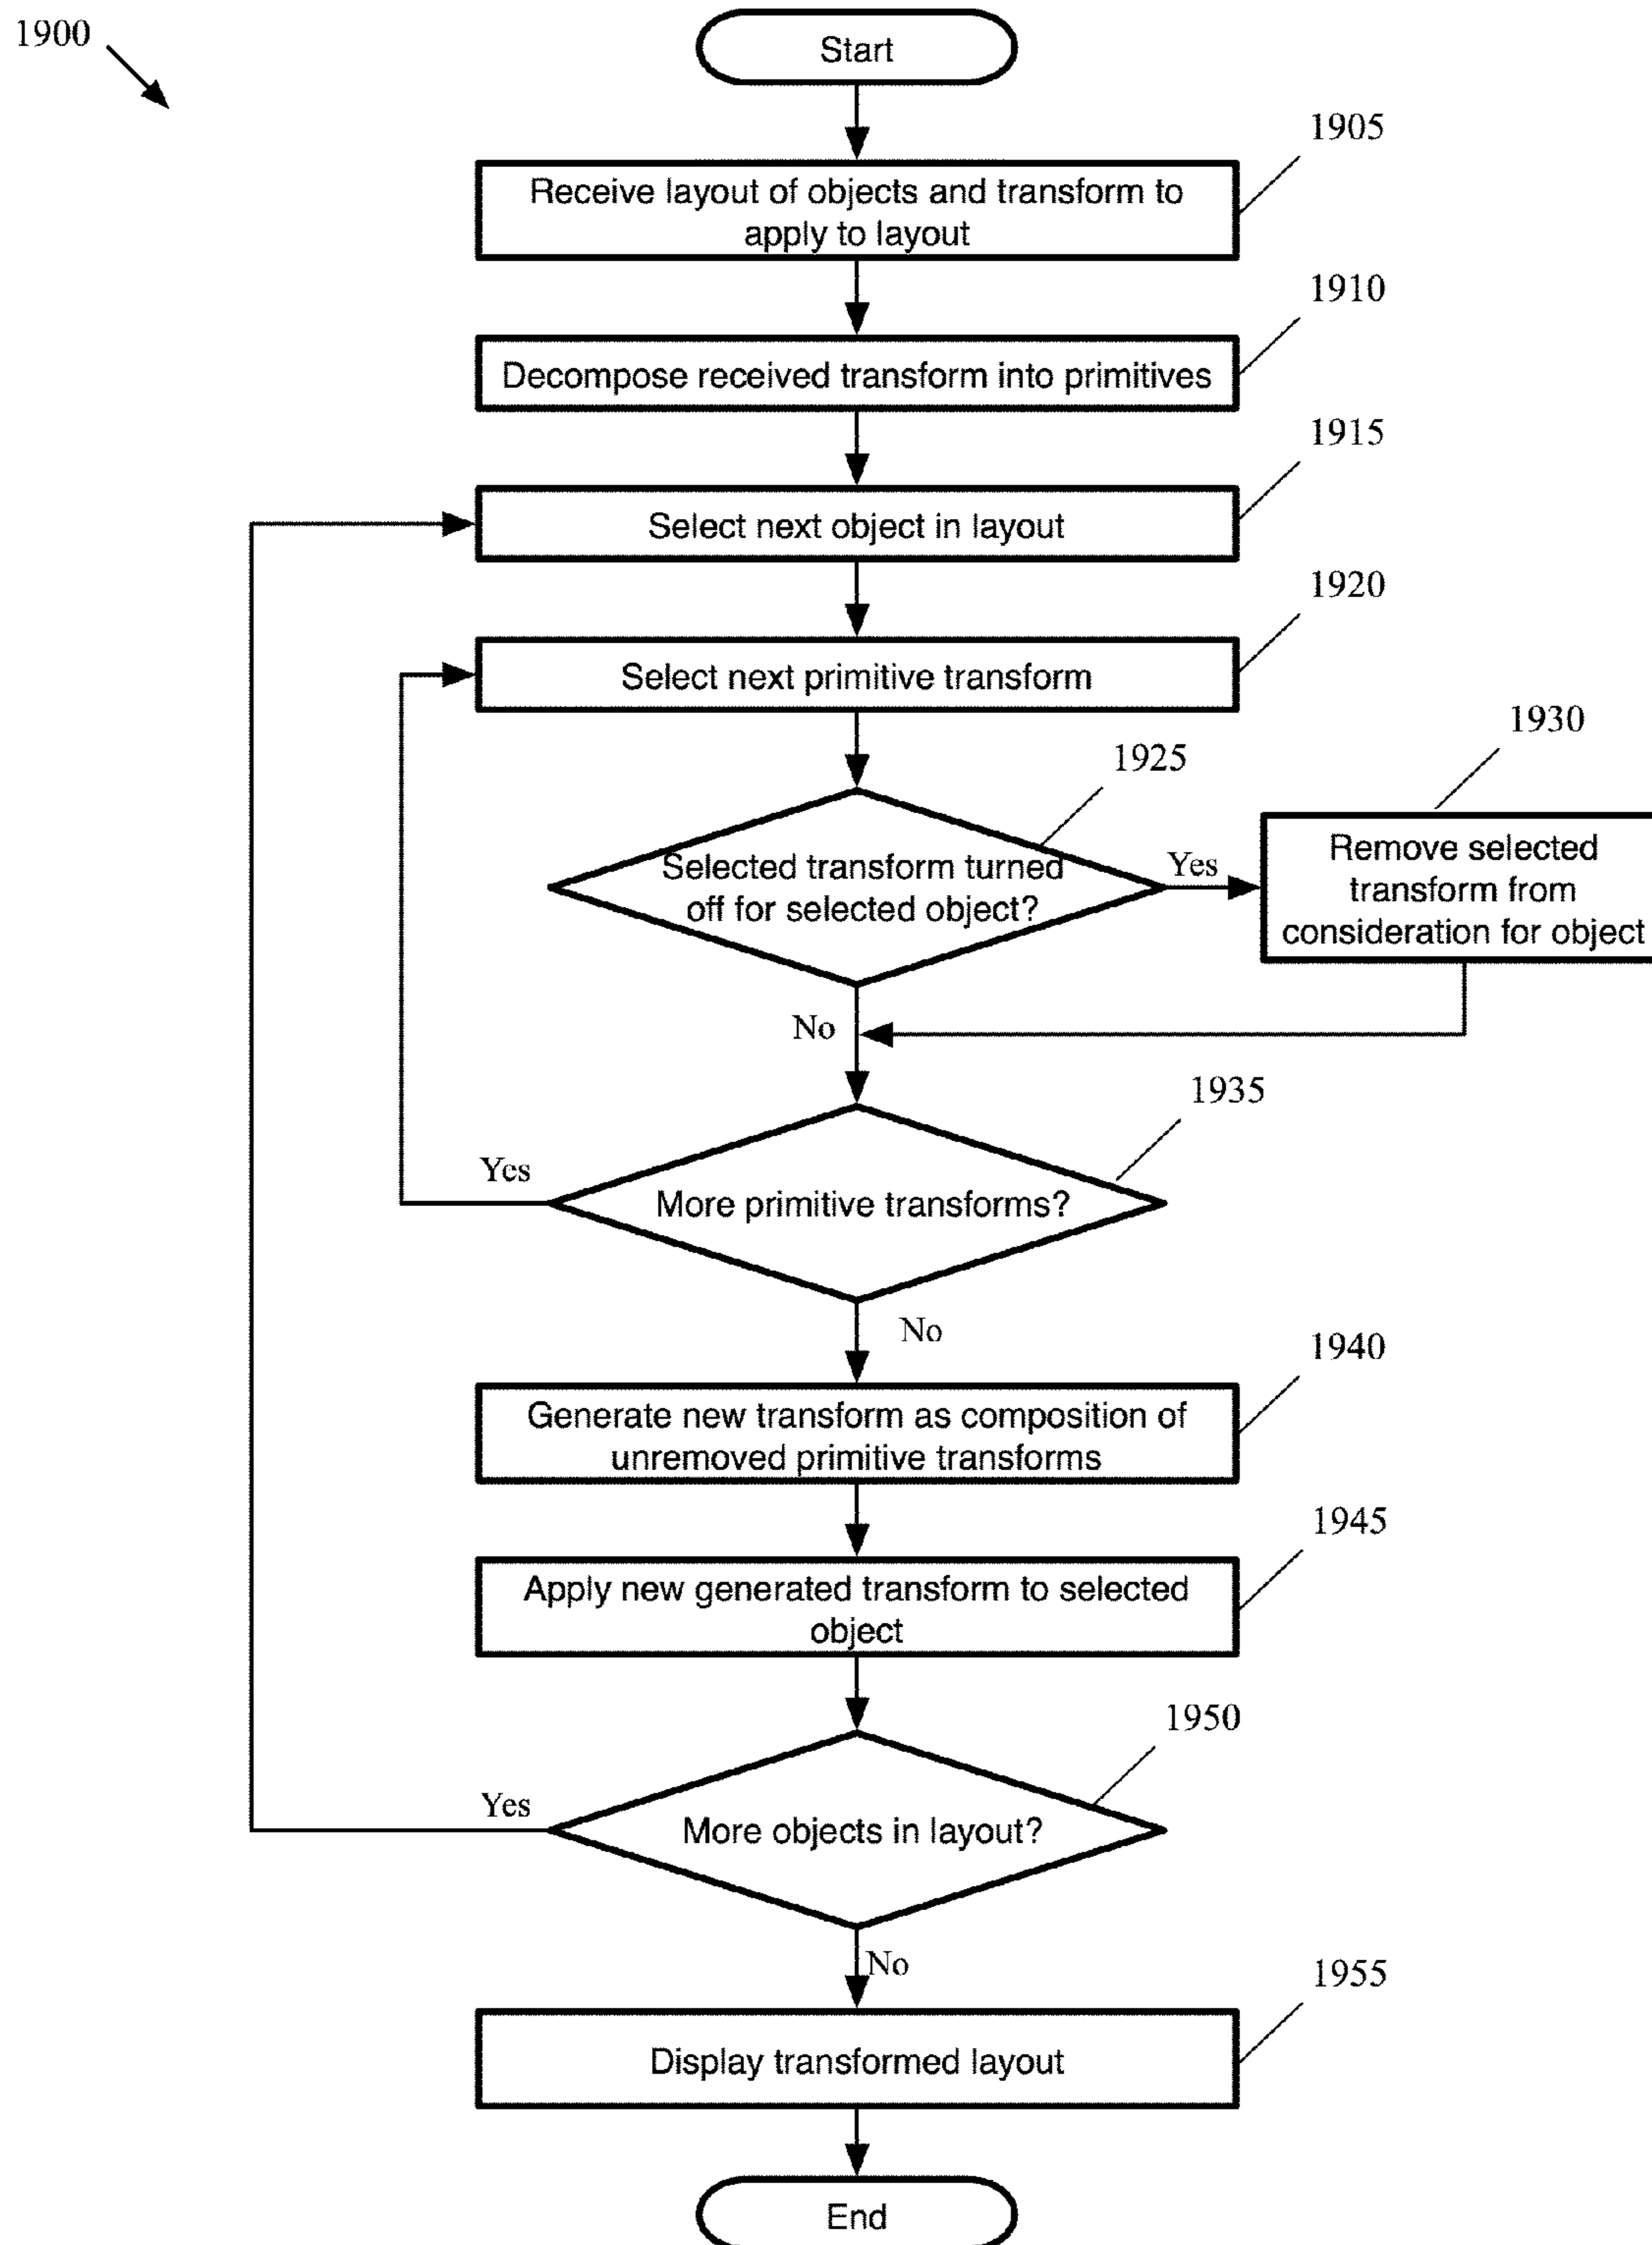 1900
Start
1905
Receive layout of objects and transform to
apply to layout
1910
Decompose received transform into primitives
1915
Select next object in layout
1920
Select next primitive transform
1925
Selected transform turned
off for selected object?
Yes
1930
Remove selected
transform from
consideration for object
No
1935
More primitive transforms?
Yes
No
1940
Generate new transform as composition of
unremoved primitive transforms
1945
Apply new generated transform to selected
object
1950
More objects in layout?
Yes
No
1955
Display transformed layout
End